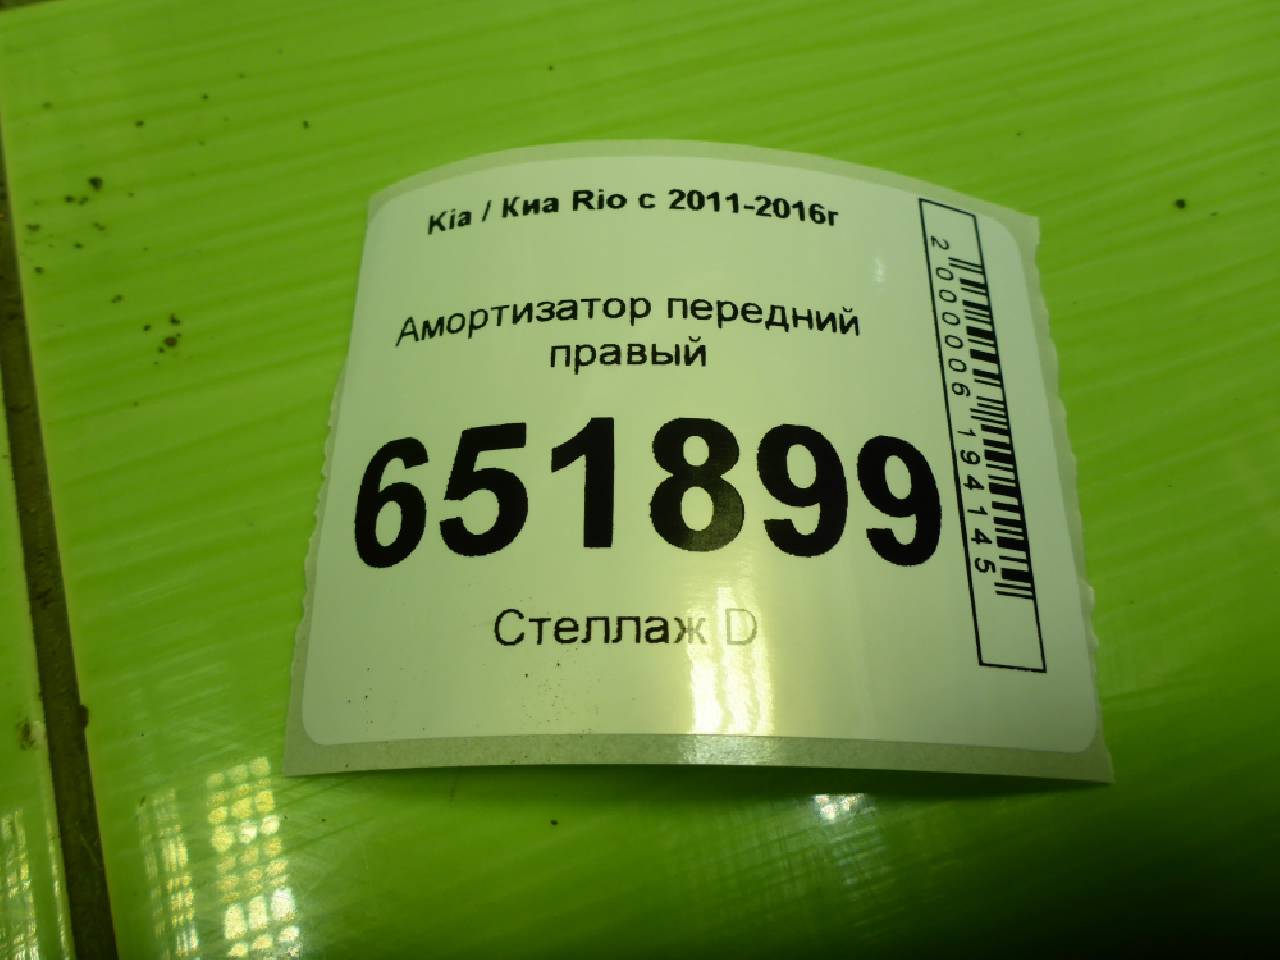 Kia / Киа Rio с 2011-2016г
Амортизатор передний
правый
651899
Стеллаж D
2000006194145